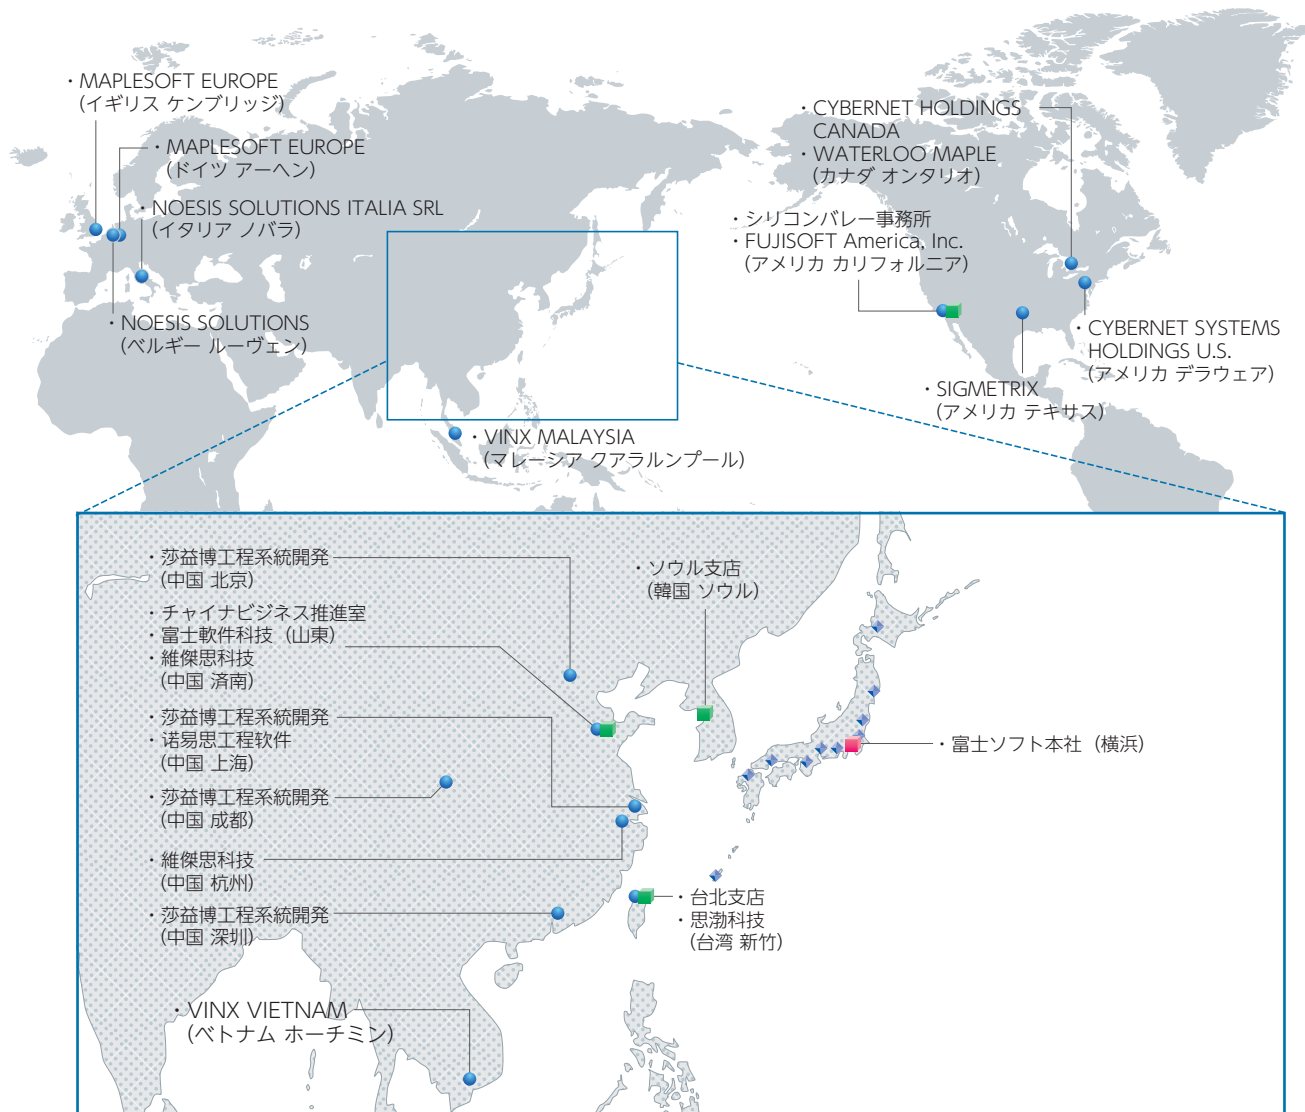 ・MAPLESOFT EUROPE
(イギリス ケンブリッジ)
・MAPLESOFT EUROPE
(ドイツ アーヘン)
・NOESIS SOLUTIONS ITALIA SRL
(イタリア ノバラ)
・NOESIS SOLUTIONS
(ベルギー ルーヴェン)
・CYBERNET HOLDINGS
CANADA
・WATERLOO MAPLE
(カナダ オンタリオ)
・シリコンバレー事務所
・FUJISOFT America, Inc.
(アメリカ カリフォルニア)
・CYBERNET SYSTEMS
HOLDINGS U.S.
(アメリカ デラウェア)
・SIGMETRIX
(アメリカ テキサス)
・VINX MALAYSIA
(マレーシア クアラルンプール)
・莎益博工程系統開発
(中国 北京)
・チャイナビジネス推進室
・富士軟件科技（山東）
・維傑思科技
(中国 済南)
・莎益博工程系統開発
・诺易思工程软件
(中国 上海)
・莎益博工程系統開発
(中国 成都)
・維傑思科技
(中国 杭州)
・莎益博工程系統開発
(中国 深圳)
・ソウル支店
(韓国 ソウル)
・富士ソフト本社（横浜）
・台北支店
・思渤科技
(台湾 新竹)
・VINX VIETNAM
(ベトナム ホーチミン)